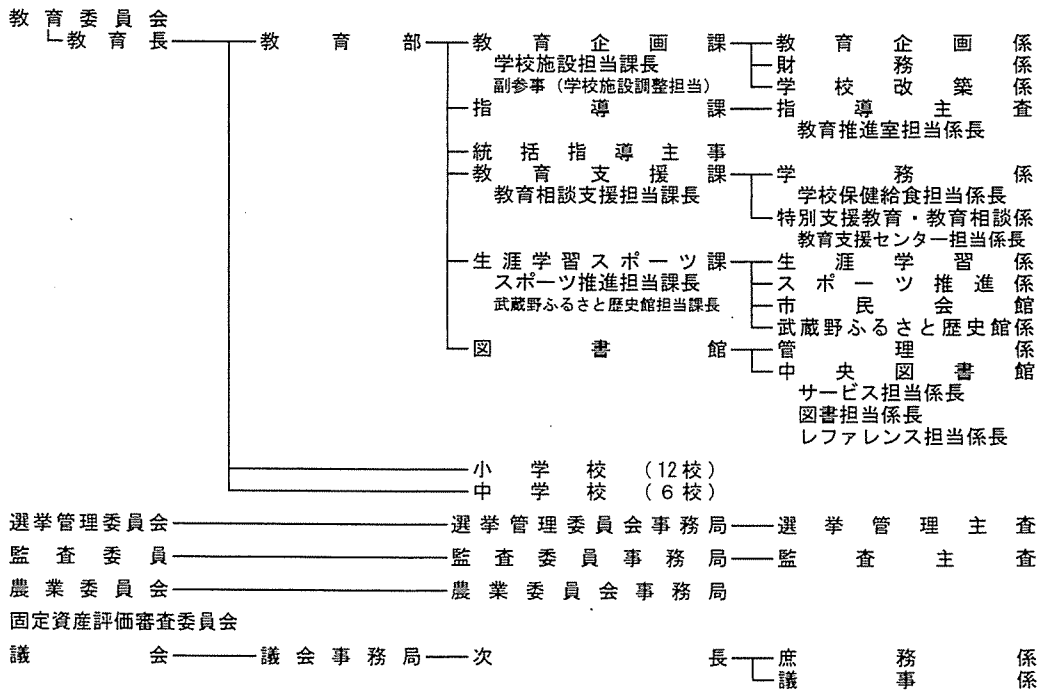 教育委員会
教育長 教育部 教育企画課 教育企画係
学校施設担当課長 財務係
副参事（学校施設調整担当） 学校改築係
指導課 指導主査
教育推進室担当係長
統括指導主事
教育支援課 学務係
教育相談支援担当課長 学校保健給食担当係長
特別支援教育・教育相談係
教育支援センター担当係長
生涯学習スポーツ課 生涯学習係
スポーツ推進担当課長 スポーツ推進係
武蔵野ふるさと歴史館担当課長 市民会館
武蔵野ふるさと歴史館係
図書館 管理係
中央図書館
サービス担当係長
図書担当係長
レファレンス担当係長
小学校（12校）
中学校（6校）
選挙管理委員会 選挙管理委員会事務局 選挙管理主査
監査委員 監査委員事務局 監査主査
農業委員会 農業委員会事務局
固定資産評価審査委員会
議会 議会事務局 次長 庶務係
議事係